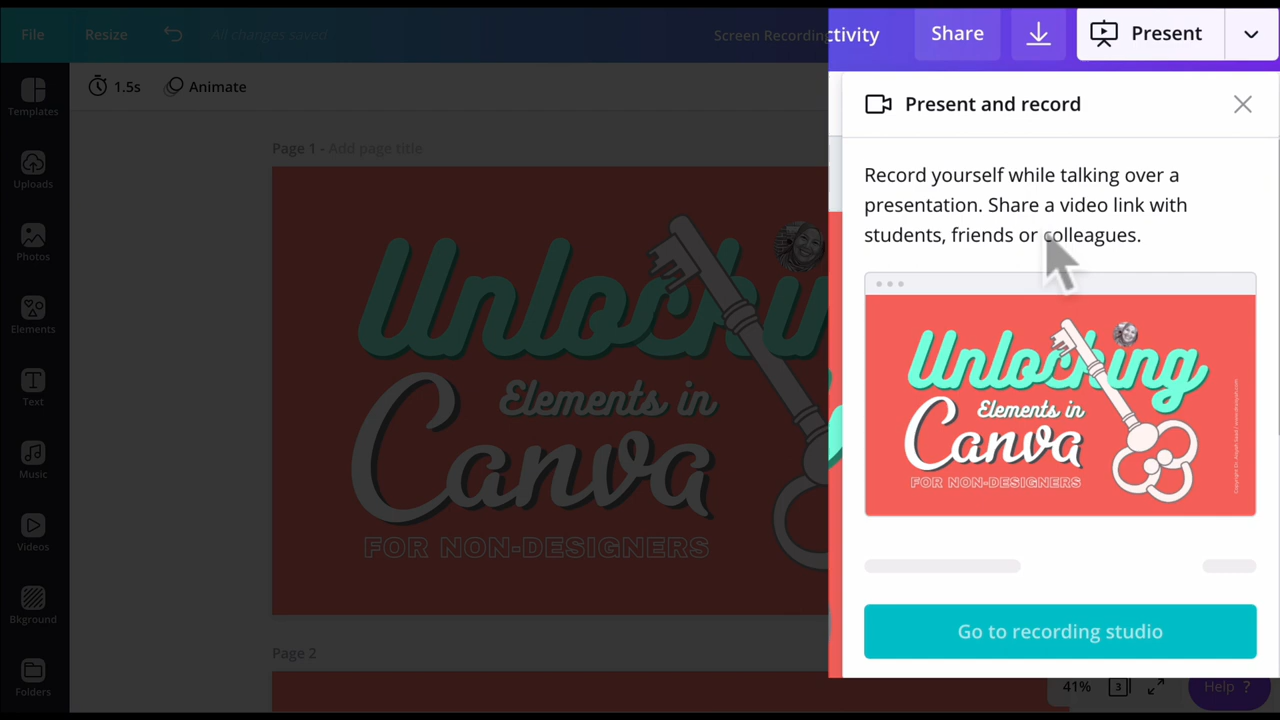 File
Resize
All changes saved
Screen Recording
ctivity
Share
Present
1.5s
Animate
Templates
Uploads
Photos
Elements
Text
Music
Videos
Bkground
Folders
Page 1 - Add page title
Unlocking
Elements in
Canva
FOR NON-DESIGNERS
Page 2
Present and record
Record yourself while talking over a
presentation. Share a video link with
students, friends or colleagues.
Unlocking
Elements in
Canva
FOR NON-DESIGNERS
Go to recording studio
41%
3
Help ?